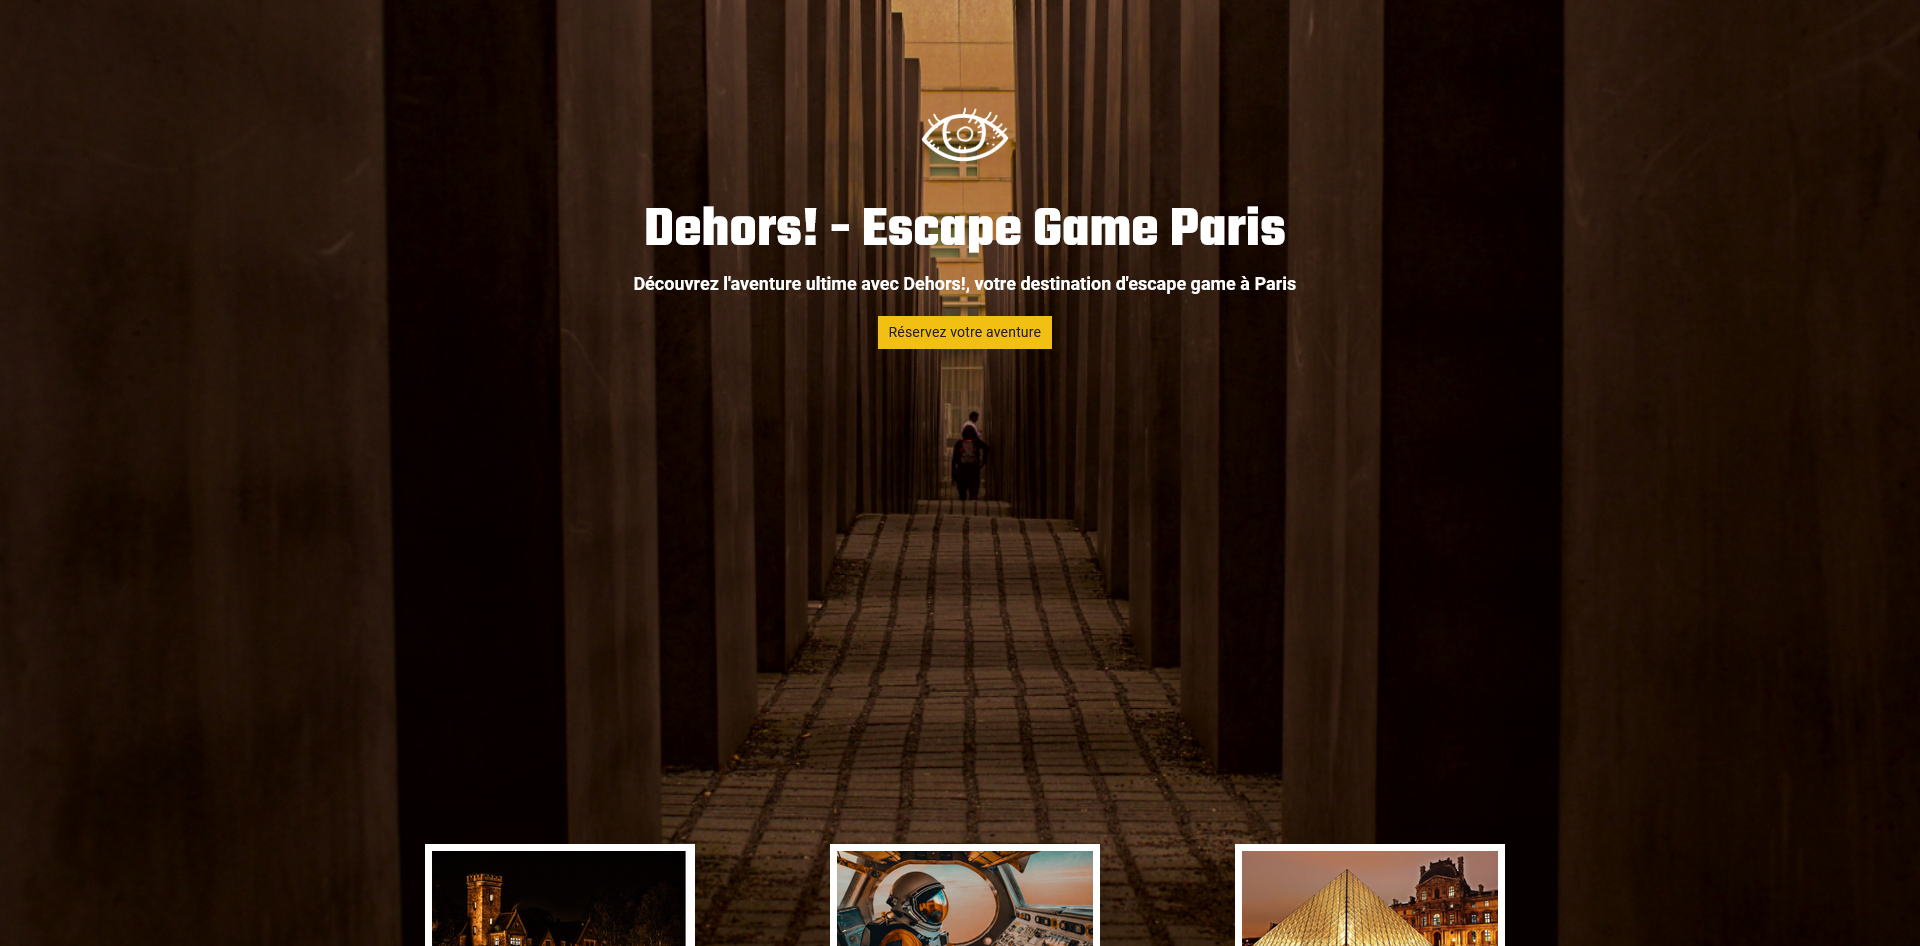 Dehors! - Escape Game Paris
Découvrez l'aventure ultime avec Dehors!, votre destination d'escape game à Paris
Réservez votre aventure